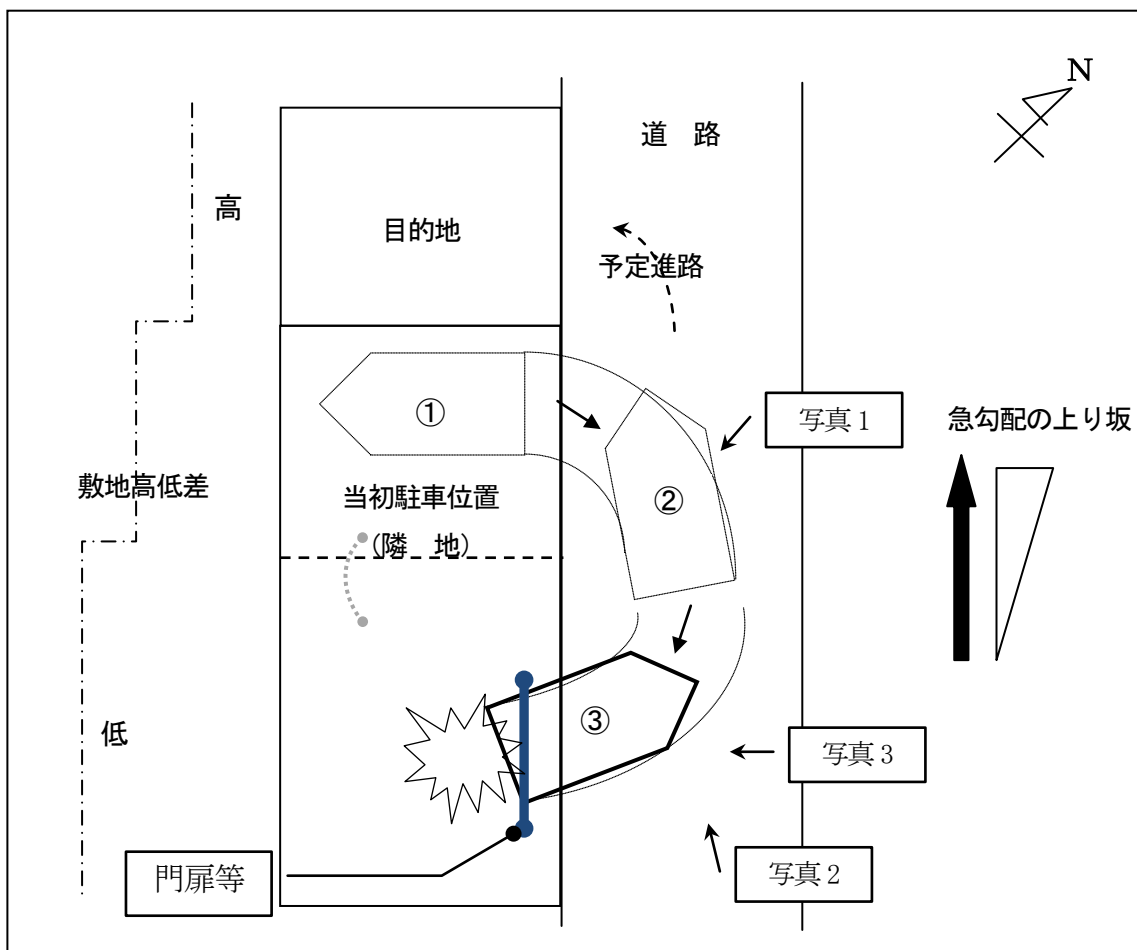 N
道　路
高
目的地
予定進路
①
写真１
急勾配の上り坂
敷地高低差
当初駐車位置
(隣　地)
②
低
③
写真３
門扉等
写真２